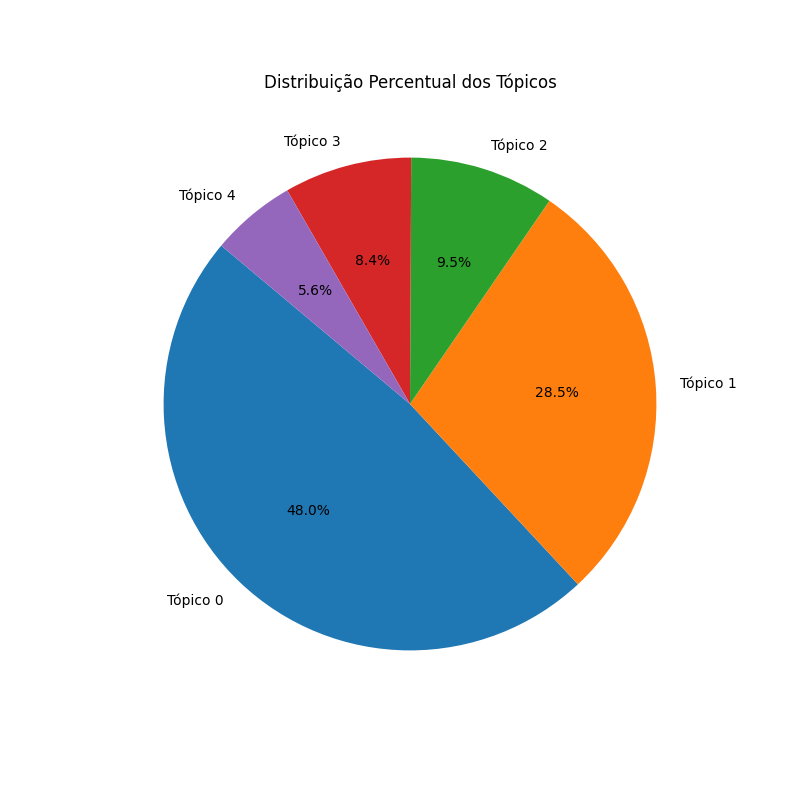 Distribuição Percentual dos Tópicos
Tópico 3
Tópico 2
Tópico 4
8.4%
9.5%
5.6%
Tópico 1
28.5%
48.0%
Tópico 0